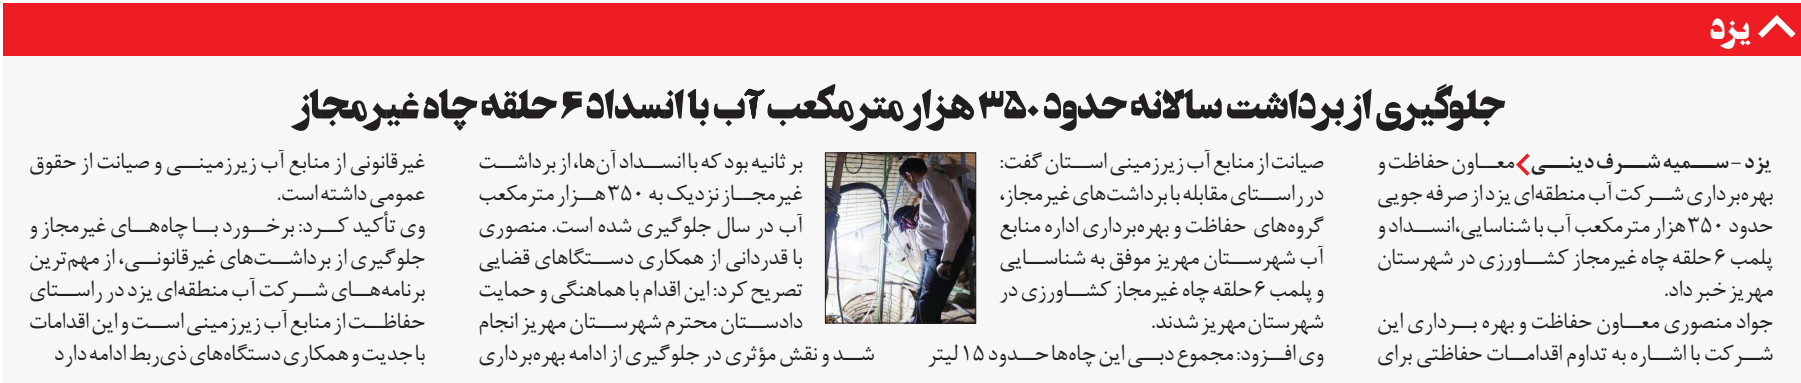 یزد
جلوگیری از برداشت سالانه حدود ۳۵۰ هزار متر مکعب آب با انسداد ۶ حلقه چاه غیر مجاز
یزد - سمیه شرف دینی> معاون حفاظت و
بهره‌برداری شرکت آب منطقه‌ای یزد از صرفه جویی
حدود ۳۵۰ هزار مترمکعب آب با شناسایی،انسداد و
پلمب ۶ حلقه چاه غیرمجاز کشاورزی در شهرستان
مهریز خبر داد.
جواد منصوری معاون حفاظت و بهره برداری این
شرکت با اشاره به تداوم اقدامات حفاظتی برای
صیانت از منابع آب زیرزمینی استان گفت:
در راستای مقابله با برداشت‌های غیرمجاز،
گروه‌های حفاظت و بهره‌برداری اداره منابع
آب شهرستان مهریز موفق به شناسایی
و پلمب ۶ حلقه چاه غیرمجاز کشاورزی در
شهرستان مهریز شدند.
وی افزود: مجموع دبی این چاه‌ها حدود ۱۵ لیتر
بر ثانیه بود که با انسداد آن‌ها، از برداشت
غیرمجاز نزدیک به ۳۵۰ هزار مترمکعب
آب در سال جلوگیری شده است. منصوری
با قدردانی از همکاری دستگاهای قضایی
تصریح کرد: این اقدام با هماهنگی و حمایت
دادستان محترم شهرستان مهریز انجام
شد و نقش مؤثری در جلوگیری از ادامه بهره‌برداری
غیرقانونی از منابع آب زیرزمینی و صیانت از حقوق
عمومی داشته است.
وی تأکید کرد: برخورد با چاه‌های غیرمجاز و
جلوگیری از برداشت‌های غیرقانونی، از مهم‌ترین
برنامه‌های شرکت آب منطقه‌ای یزد در راستای
حفاظت از منابع آب زیرزمینی است و این اقدامات
با جدیت و همکاری دستگاه‌های ذی‌ربط ادامه دارد